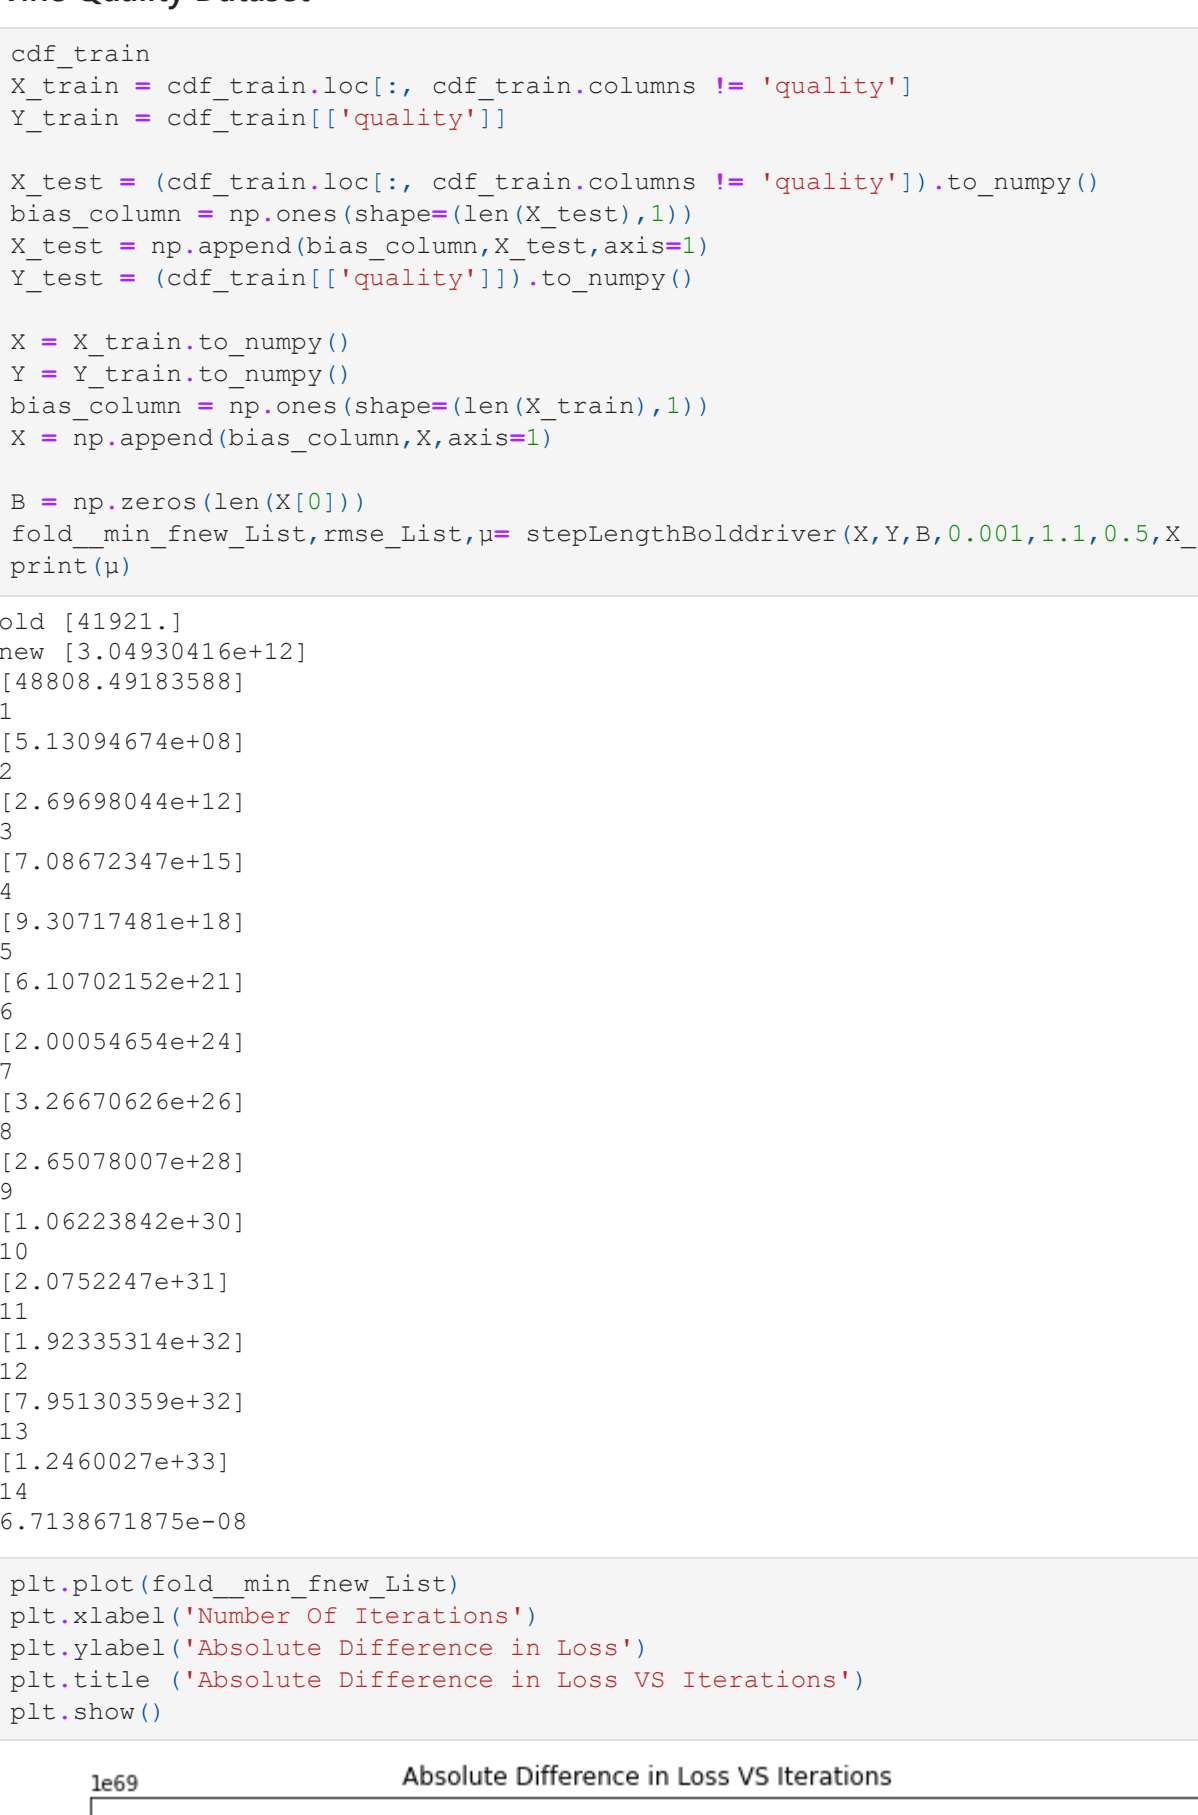 Quality Dataset
cdf_train
X_train = cdf_train.loc[:, cdf_train.columns != 'quality']
Y_train = cdf_train[['quality']]
X_test = (cdf_train.loc[:, cdf_train.columns != 'quality']).to_numpy()
bias_column = np.ones(shape=(len(X_test),1))
X_test = np.append(bias_column,X_test,axis=1)
Y_test = (cdf_train[['quality']]).to_numpy()
X = X_train.to_numpy()
Y = Y_train.to_numpy()
bias_column = np.ones(shape=(len(X_train),1))
X = np.append(bias_column,X,axis=1)
B = np.zeros(len(X[0]))
fold__min_fnew_List,rmse_List,μ= stepLengthBolddriver(X,Y,B,0.001,1.1,0.5,X_
print(μ)
old [41921.]
new [3.04930416e+12]
[48808.49183588]
1
[5.13094674e+08]
2
[2.69698044e+12]
3
[7.08672347e+15]
4
[9.30717481e+18]
5
[6.10702152e+21]
6
[2.00054654e+24]
7
[3.26670626e+26]
8
[2.65078007e+28]
9
[1.06223842e+30]
10
[2.0752247e+31]
11
[1.92335314e+32]
12
[7.95130359e+32]
13
[1.2460027e+33]
14
6.7138671875e-08
plt.plot(fold__min_fnew_List)
plt.xlabel('Number Of Iterations')
plt.ylabel('Absolute Difference in Loss')
plt.title ('Absolute Difference in Loss VS Iterations')
plt.show()
1e69
Absolute Difference in Loss VS Iterations